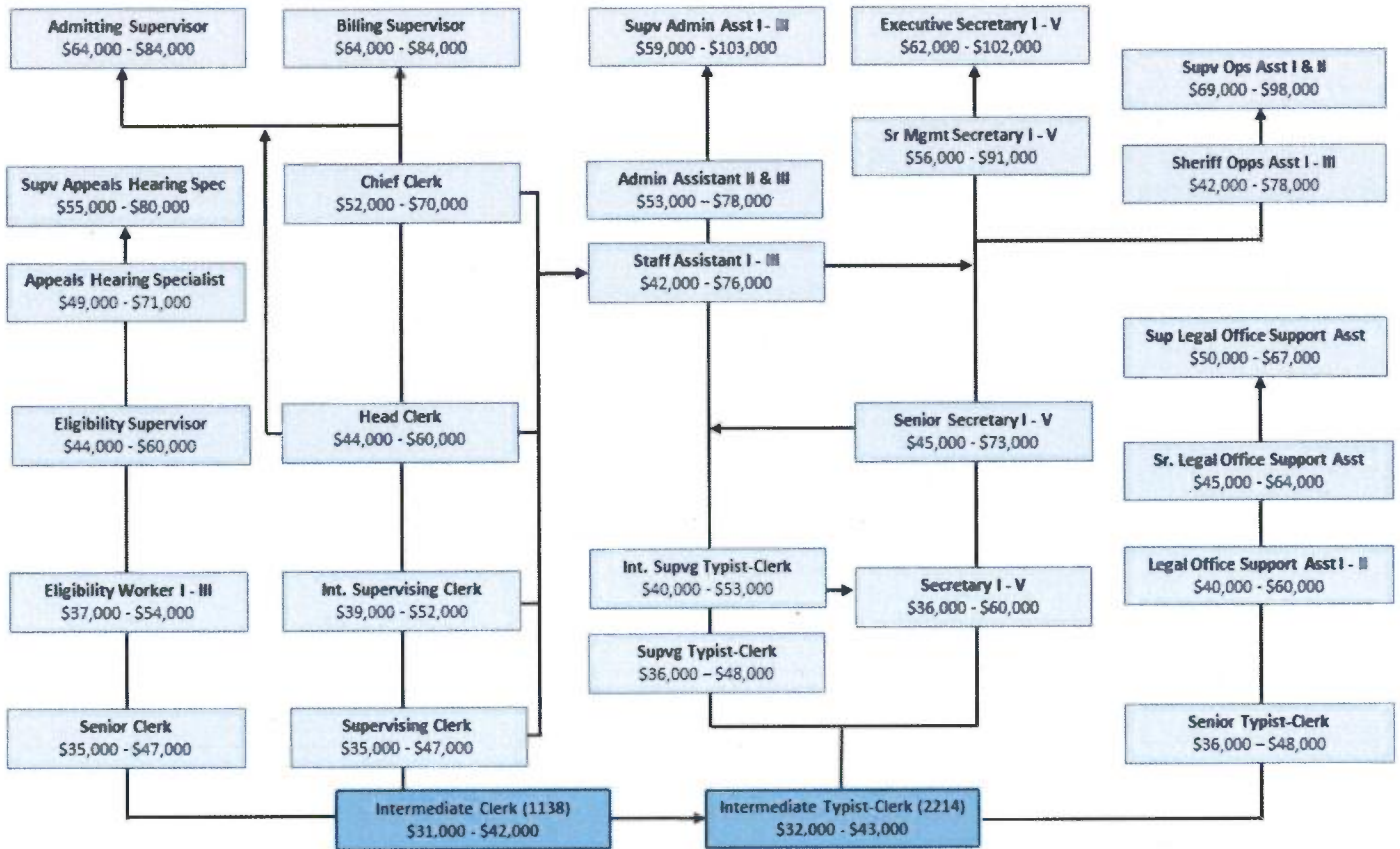 Admitting Supervisor
$64,000 - $84,000
Billing Supervisor
$64,000 - $84,000
Supv Admin Asst I - III
$59,000 - $103,000
Executive Secretary I - V
$62,000 - $102,000
Supv Ops Asst I & II
$69,000 - $98,000
Sr Mgmt Secretary I - V
$56,000 - $91,000
Sheriff Opps Asst I - III
$42,000 - $78,000
Supv Appeals Hearing Spec
$55,000 - $80,000
Chief Clerk
$52,000 - $70,000
Admin Assistant II & III
$53,000 – $78,000
Staff Assistant I - III
$42,000 - $76,000
Appeals Hearing Specialist
$49,000 - $71,000
Sup Legal Office Support Asst
$50,000 - $67,000
Eligibility Supervisor
$44,000 - $60,000
Head Clerk
$44,000 - $60,000
Senior Secretary I - V
$45,000 - $73,000
Sr. Legal Office Support Asst
$45,000 - $64,000
Eligibility Worker I - III
$37,000 - $54,000
Int. Supervising Clerk
$39,000 - $52,000
Int. Supvg Typist-Clerk
$40,000 - $53,000
Secretary I - V
$36,000 - $60,000
Legal Office Support Asst I - II
$40,000 - $60,000
Supvg Typist-Clerk
$36,000 – $48,000
Senior Clerk
$35,000 - $47,000
Supervising Clerk
$35,000 - $47,000
Senior Typist-Clerk
$36,000 – $48,000
Intermediate Clerk (1138)
$31,000 - $42,000
Intermediate Typist-Clerk (2214)
$32,000 - $43,000